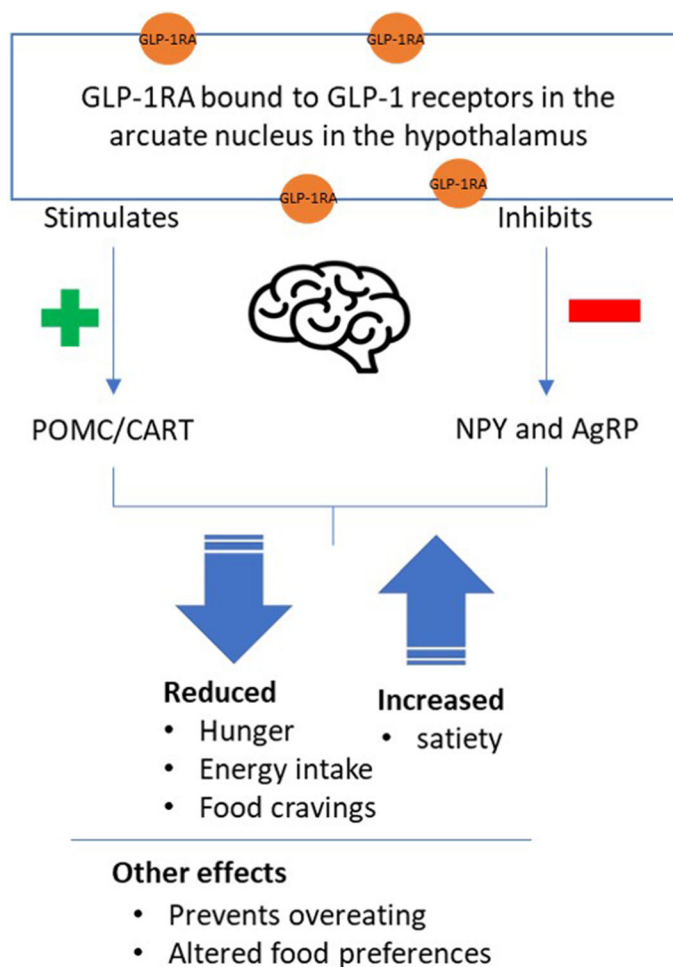 GLP-1RA
GLP-1RA
GLP-1RA bound to GLP-1 receptors in the
arcuate nucleus in the hypothalamus
GLP-1RA
GLP-1RA
Stimulates
Inhibits
POMC/CART
NPY and AgRP
Reduced
• Hunger
• Energy intake
• Food cravings
Increased
• satiety
Other effects
• Prevents overeating
• Altered food preferences